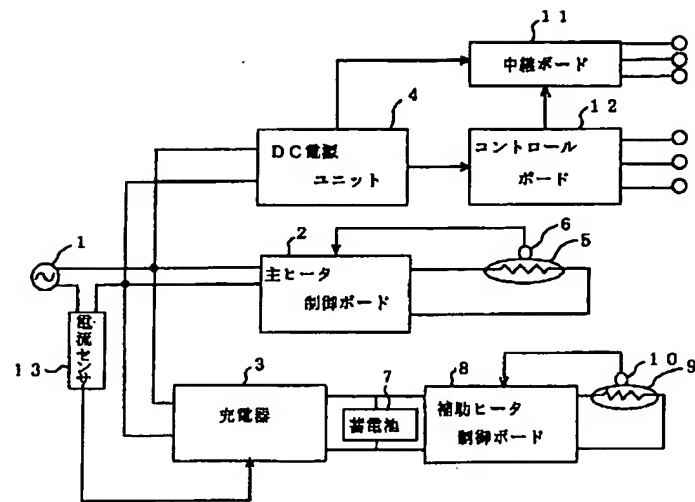 11
中継ボード
4
12
DC電源
ユニット
コントロール
ボード
6
5
1
2
主ヒータ
制御ボード
電流センサ
13
3
充電器
7
蓄電池
8
補助ヒータ
制御ボード
10
9